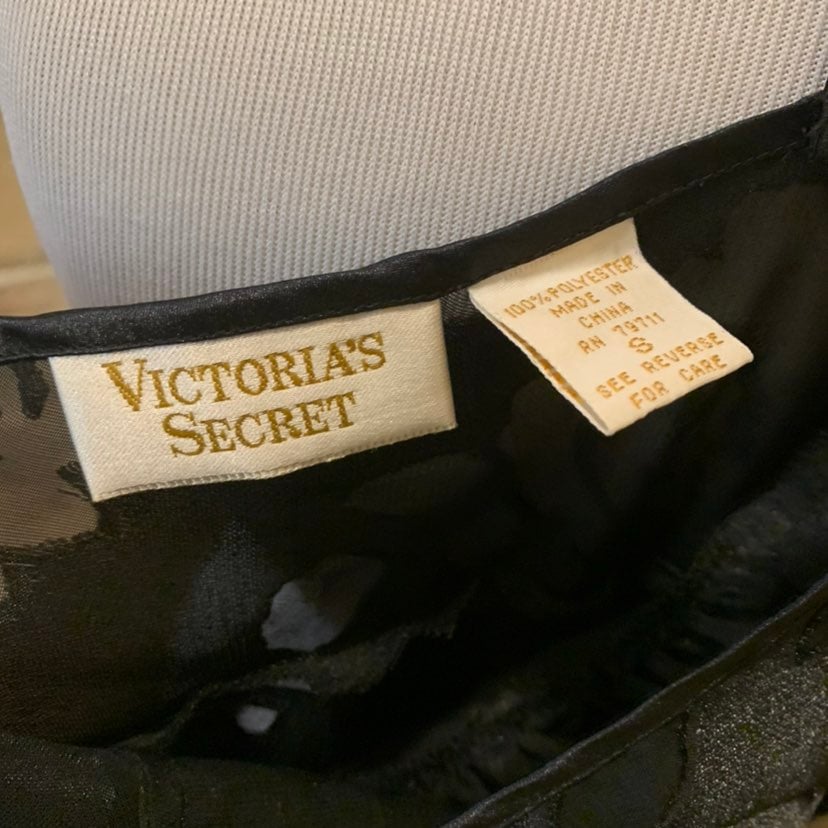 VICTORIA'S
SECRET
100% POLYESTER
MADE IN
CHINA
RN 79711
S
SEE REVERSE
FOR CARE